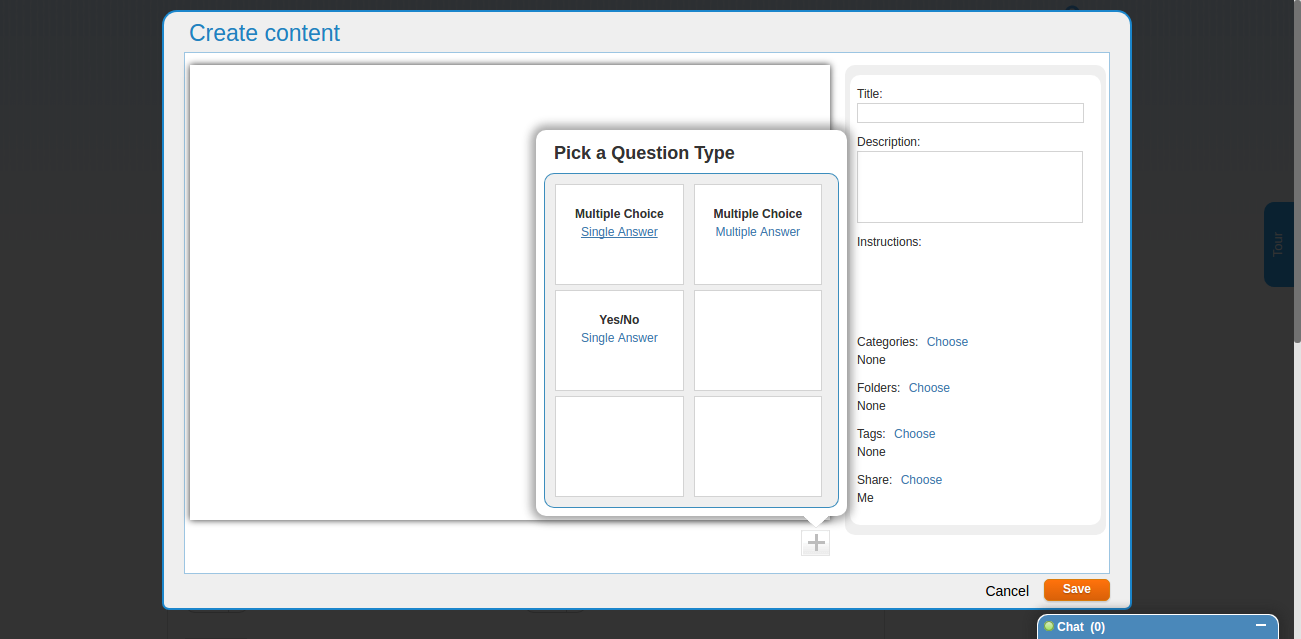 Create content
Pick a Question Type
Multiple Choice
Single Answer
Multiple Choice
Multiple Answer
Yes/No
Single Answer
Title:
Description:
Instructions:
Categories: Choose
None
Folders: Choose
None
Tags: Choose
None
Share: Choose
Me
Tour
Cancel
Save
Chat (0)